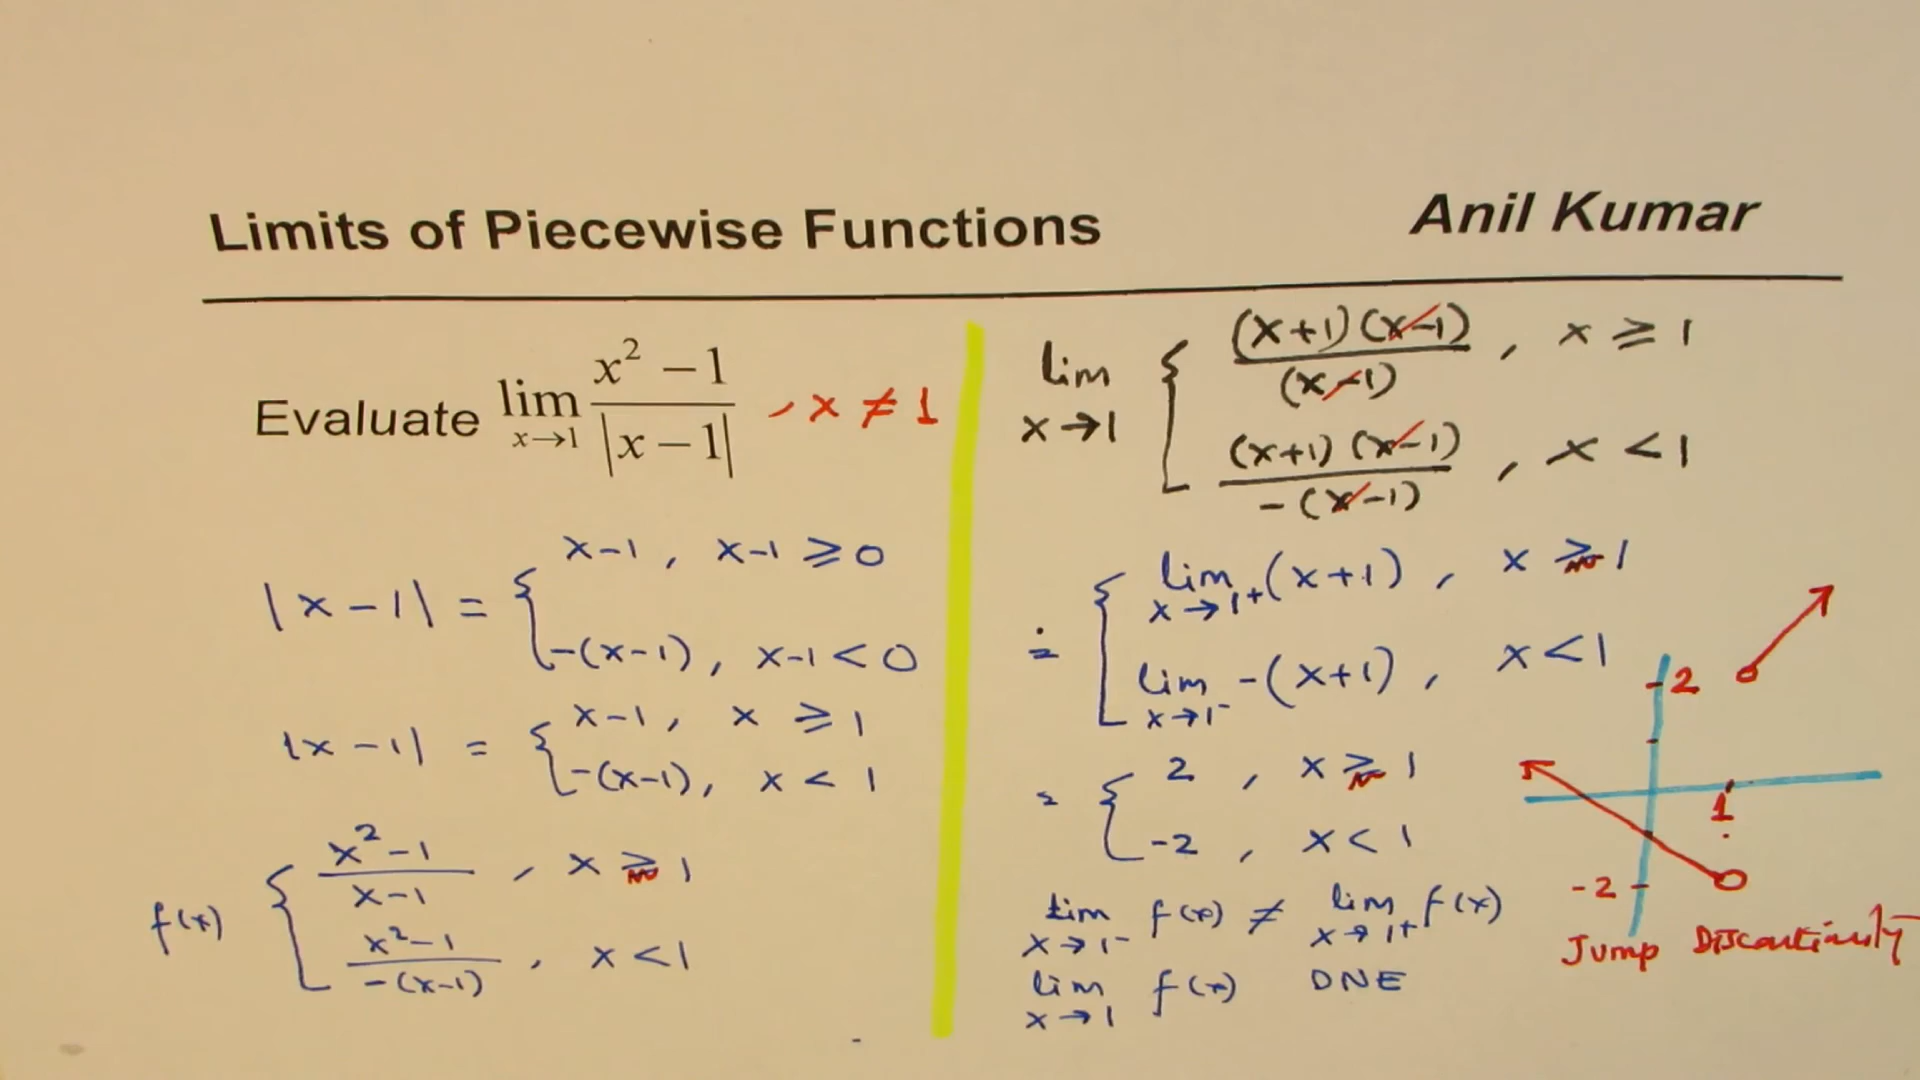 Limits of Piecewise Functions
Anil Kumar
Evaluate lim x→1 (x² − 1)/|x − 1| , x ≠ 1
|x − 1| = { x−1 , x−1 ⩾ 0
−(x−1) , x−1 < 0
|x − 1| = { x−1 , x ⩾ 1
−(x−1) , x < 1
f(x) { (x²−1)/(x−1) , x ⩾ 1
(x²−1)/(−(x−1)) , x < 1
lim x→1 { (x+1)(x−1)/(x−1) , x ⩾ 1
(x+1)(x−1)/(−(x−1)) , x < 1
= { lim x→1⁺ (x+1) , x ⩾ 1
lim x→1⁻ −(x+1) , x < 1
= { 2 , x ⩾ 1
−2 , x < 1
lim x→1⁻ f(x) ≠ lim x→1⁺ f(x)
lim x→1 f(x) DNE
2
1
-2
Jump Discontinuity